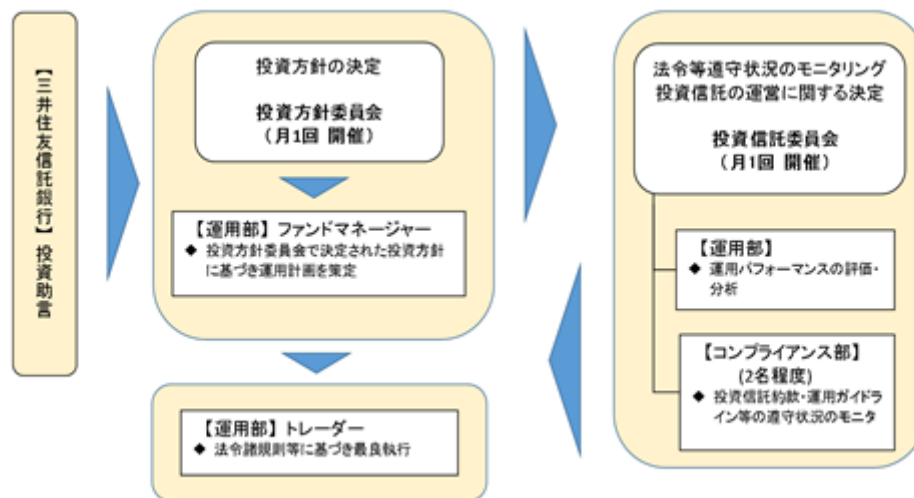 【三井住友信託銀行】投資助言
投資方針の決定
投資方針委員会
(月1回 開催)
【運用部】ファンドマネージャー
◆ 投資方針委員会で決定された投資方針
に基づき運用計画を策定
【運用部】トレーダー
◆ 法令諸規則等に基づき最良執行
法令等遵守状況のモニタリング
投資信託の運営に関する決定
投資信託委員会
(月1回 開催)
【運用部】
◆ 運用パフォーマンスの評価・
分析
【コンプライアンス部】
(2名程度)
◆ 投資信託約款・運用ガイドラ
イン等の遵守状況のモニタ